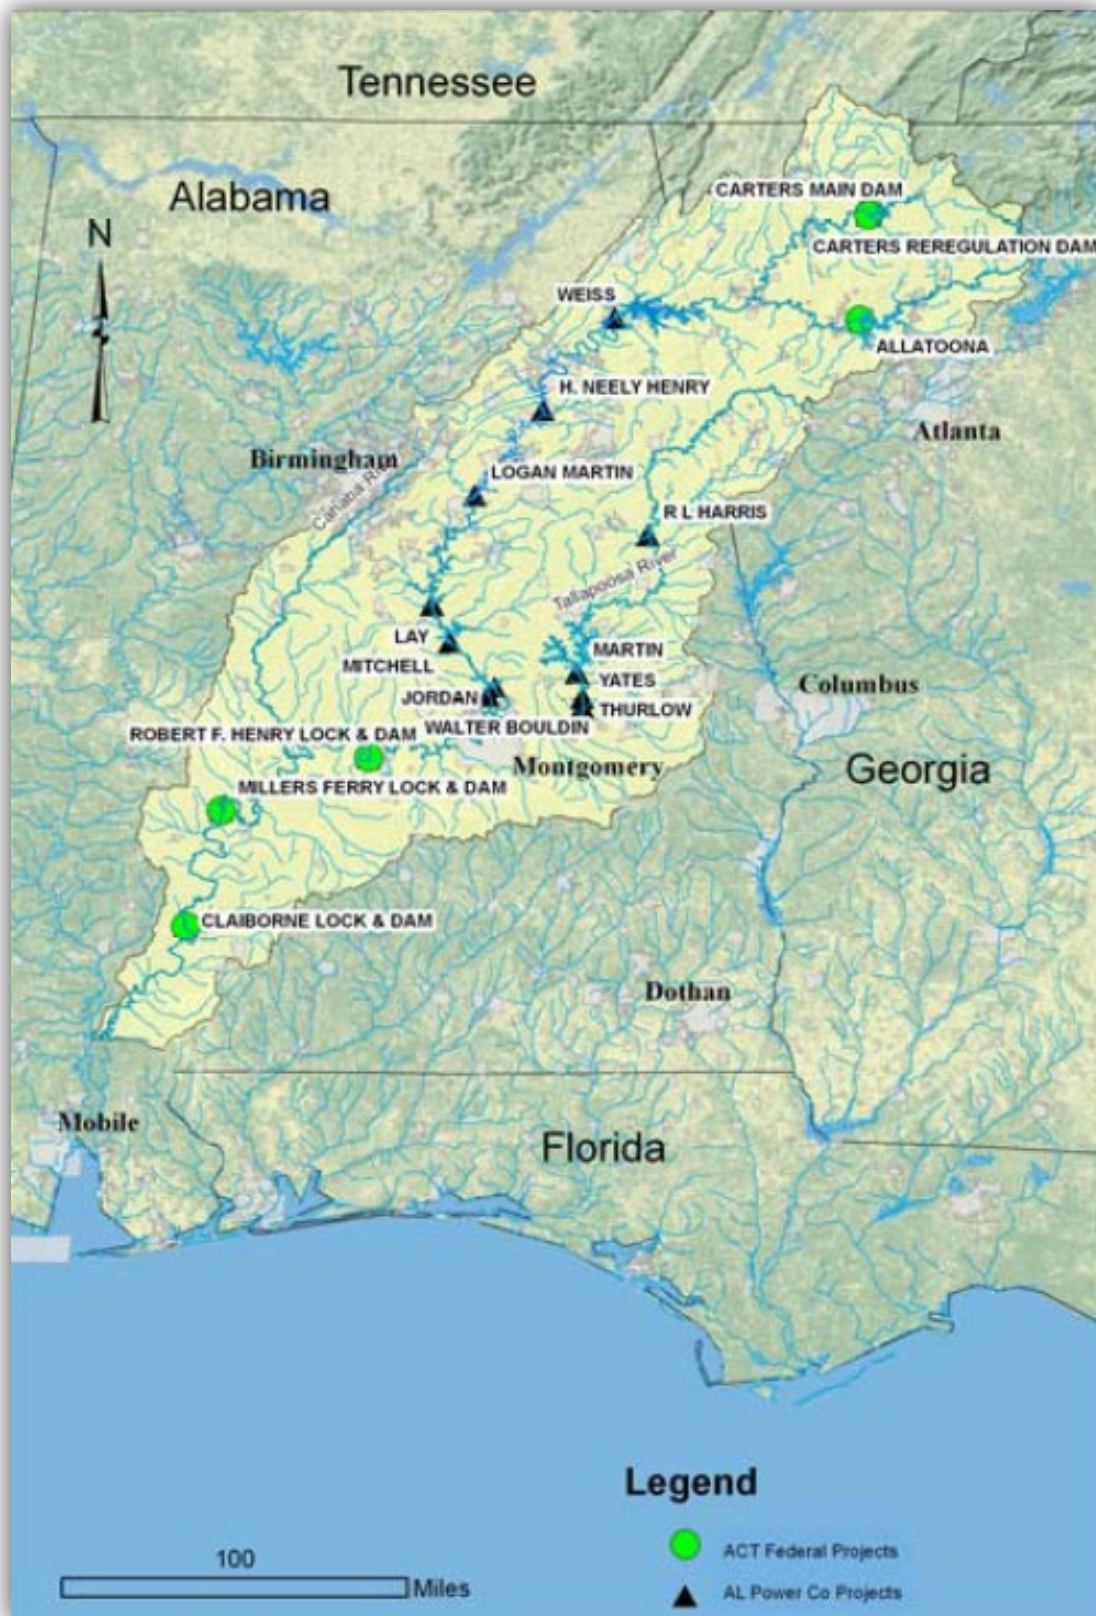 Tennessee
Alabama
N
CARTERS MAIN DAM
CARTERS REREGULATION DAM
WEISS
ALLATOONA
H. NEELY HENRY
Atlanta
Birmingham
Cahaba River
LOGAN MARTIN
R L HARRIS
Tallapoosa River
LAY
MARTIN
MITCHELL
YATES
Columbus
JORDAN
THURLOW
WALTER BOULDIN
ROBERT F. HENRY LOCK & DAM
Montgomery
Georgia
MILLERS FERRY LOCK & DAM
CLAIBORNE LOCK & DAM
Dothan
Mobile
Florida
Legend
ACT Federal Projects
AL Power Co Projects
100
Miles